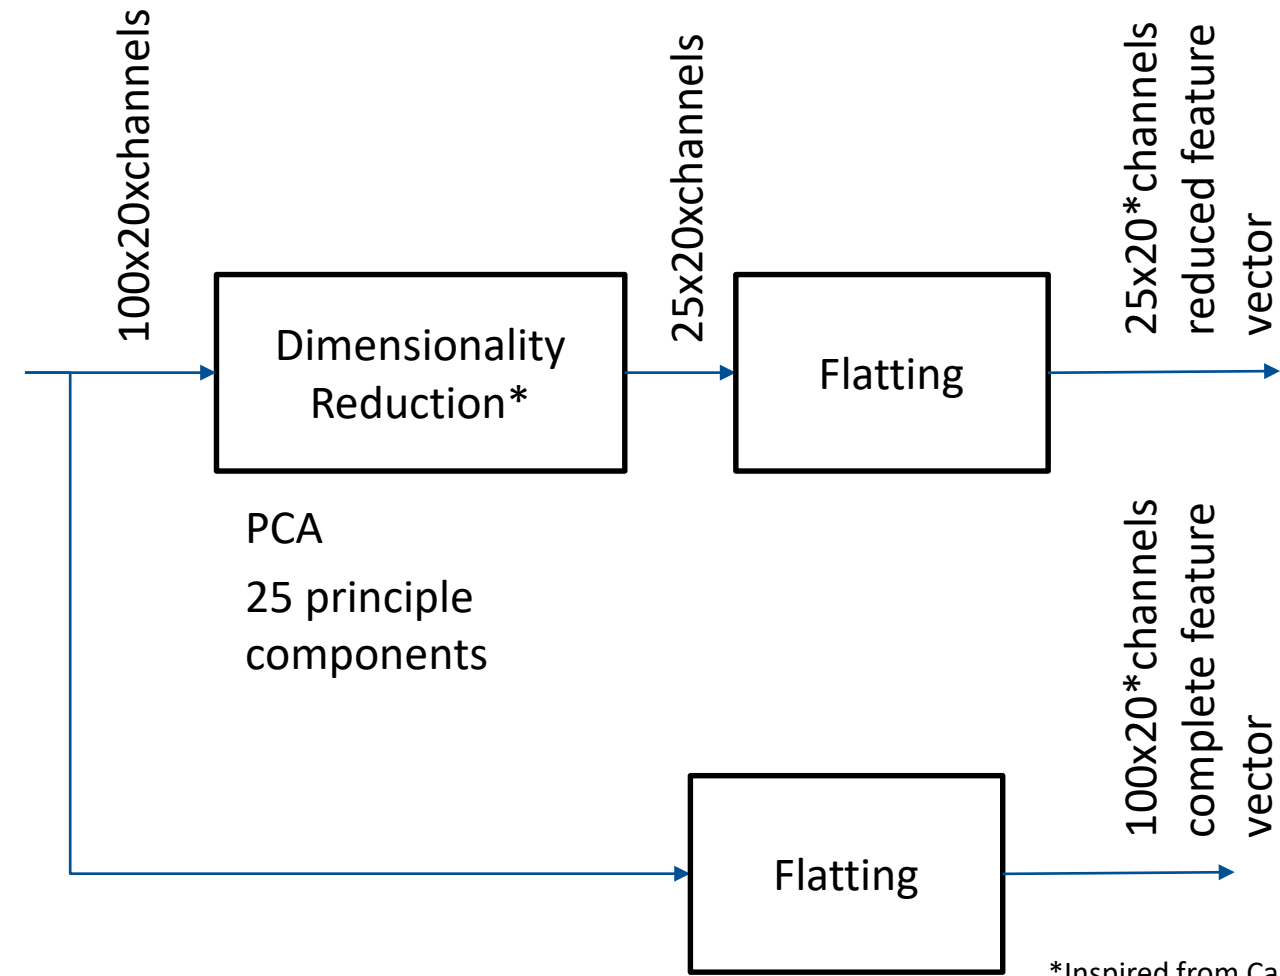 100x20xchannels
25x20xchannels
25x20*channels
reduced feature
vector
Dimensionality
Reduction*
Flatting
PCA
25 principle
components
100x20*channels
complete feature
vector
Flatting
*Inspired from Ca